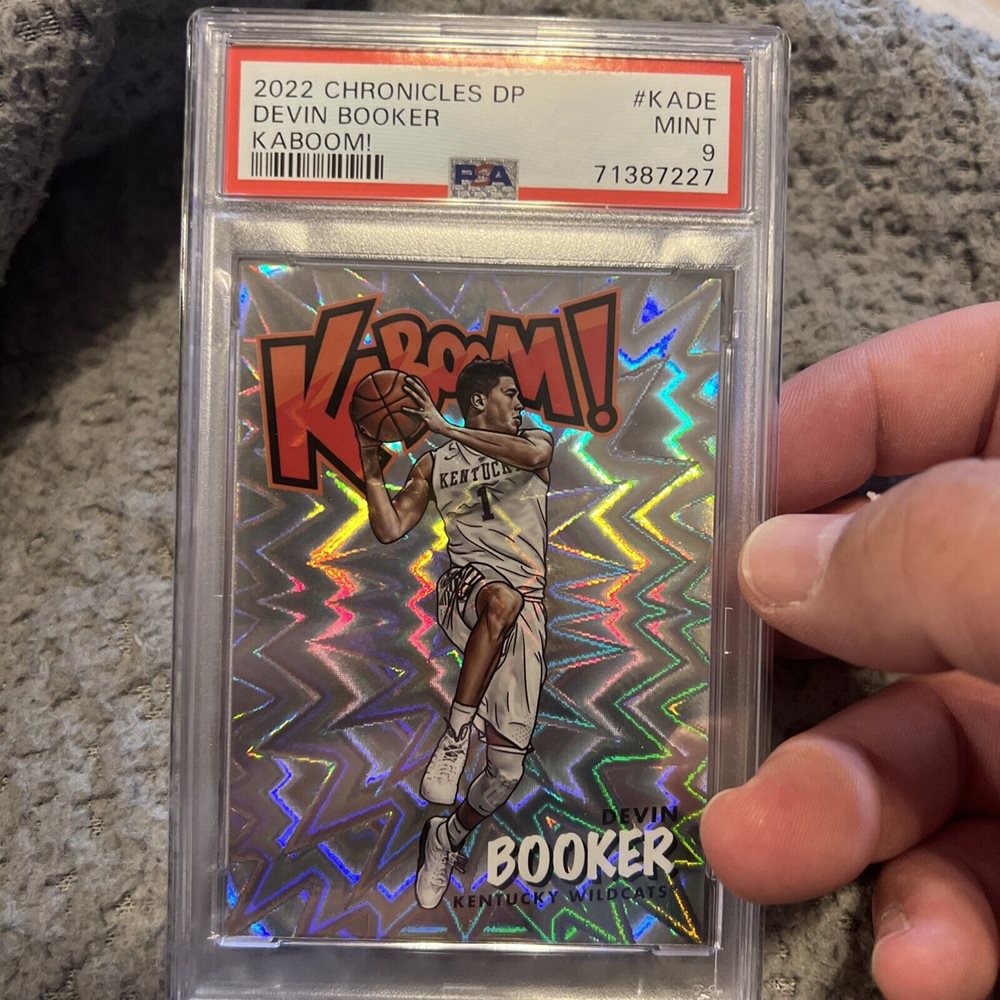 2022 CHRONICLES DP #KADE
DEVIN BOOKER MINT
KABOOM! 9
PSA 71387227
KABOOM!
KENTUCKY
1
DEVIN
BOOKER
KENTUCKY WILDCATS